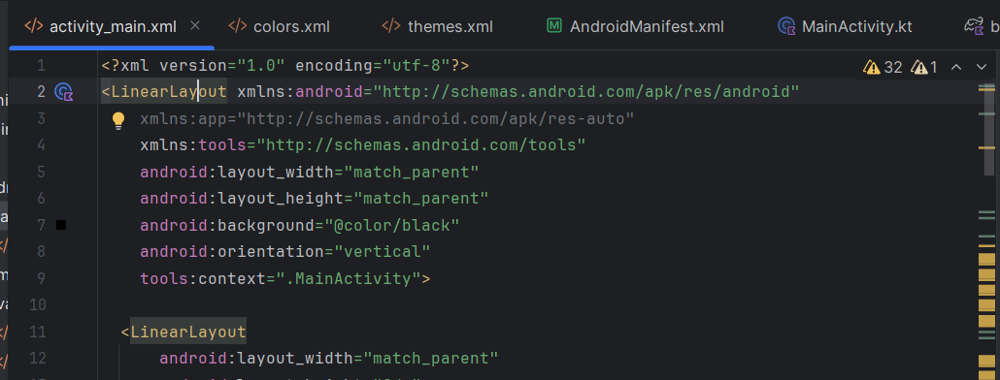 activity_main.xml colors.xml themes.xml AndroidManifest.xml MainActivity.kt
1 <?xml version="1.0" encoding="utf-8"?> 32 1
2 <LinearLayout xmlns:android="http://schemas.android.com/apk/res/android"
3 xmlns:app="http://schemas.android.com/apk/res-auto"
4 xmlns:tools="http://schemas.android.com/tools"
5 android:layout_width="match_parent"
6 android:layout_height="match_parent"
7 android:background="@color/black"
8 android:orientation="vertical"
9 tools:context=".MainActivity">
10
11 <LinearLayout
12 android:layout_width="match_parent"